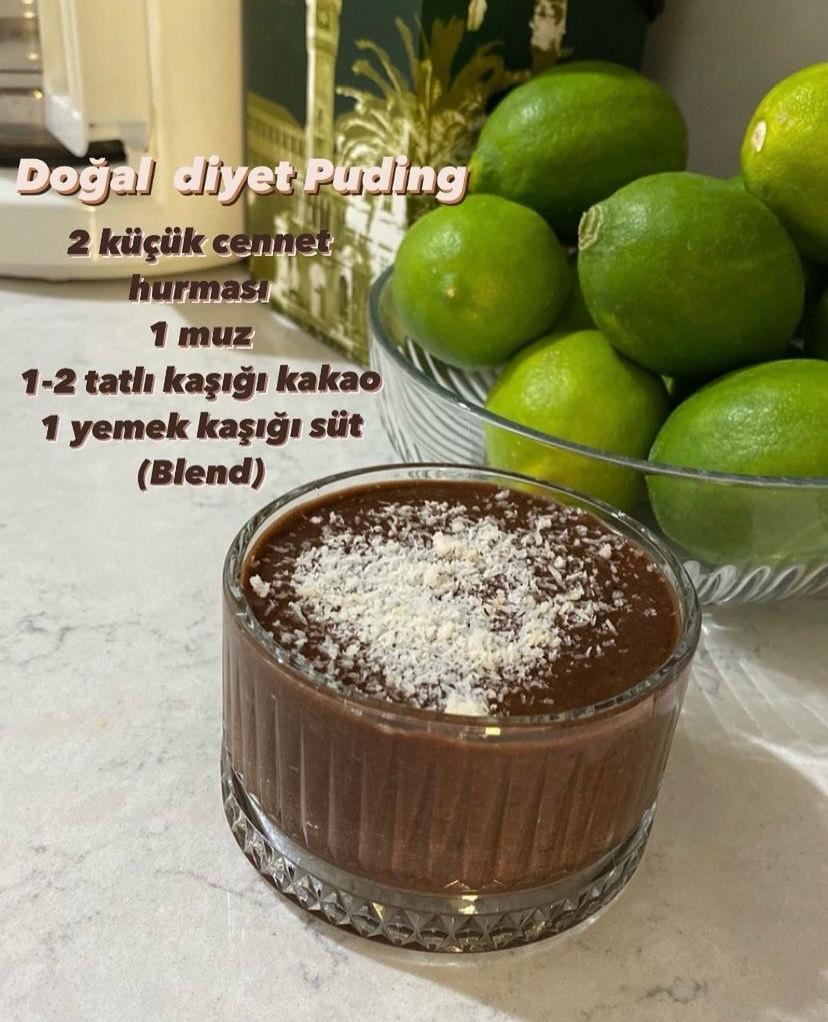 Doğal diyet Puding
2 küçük cennet
hurması
1 muz
1-2 tatlı kaşığı kakao
1 yemek kaşığı süt
(Blend)